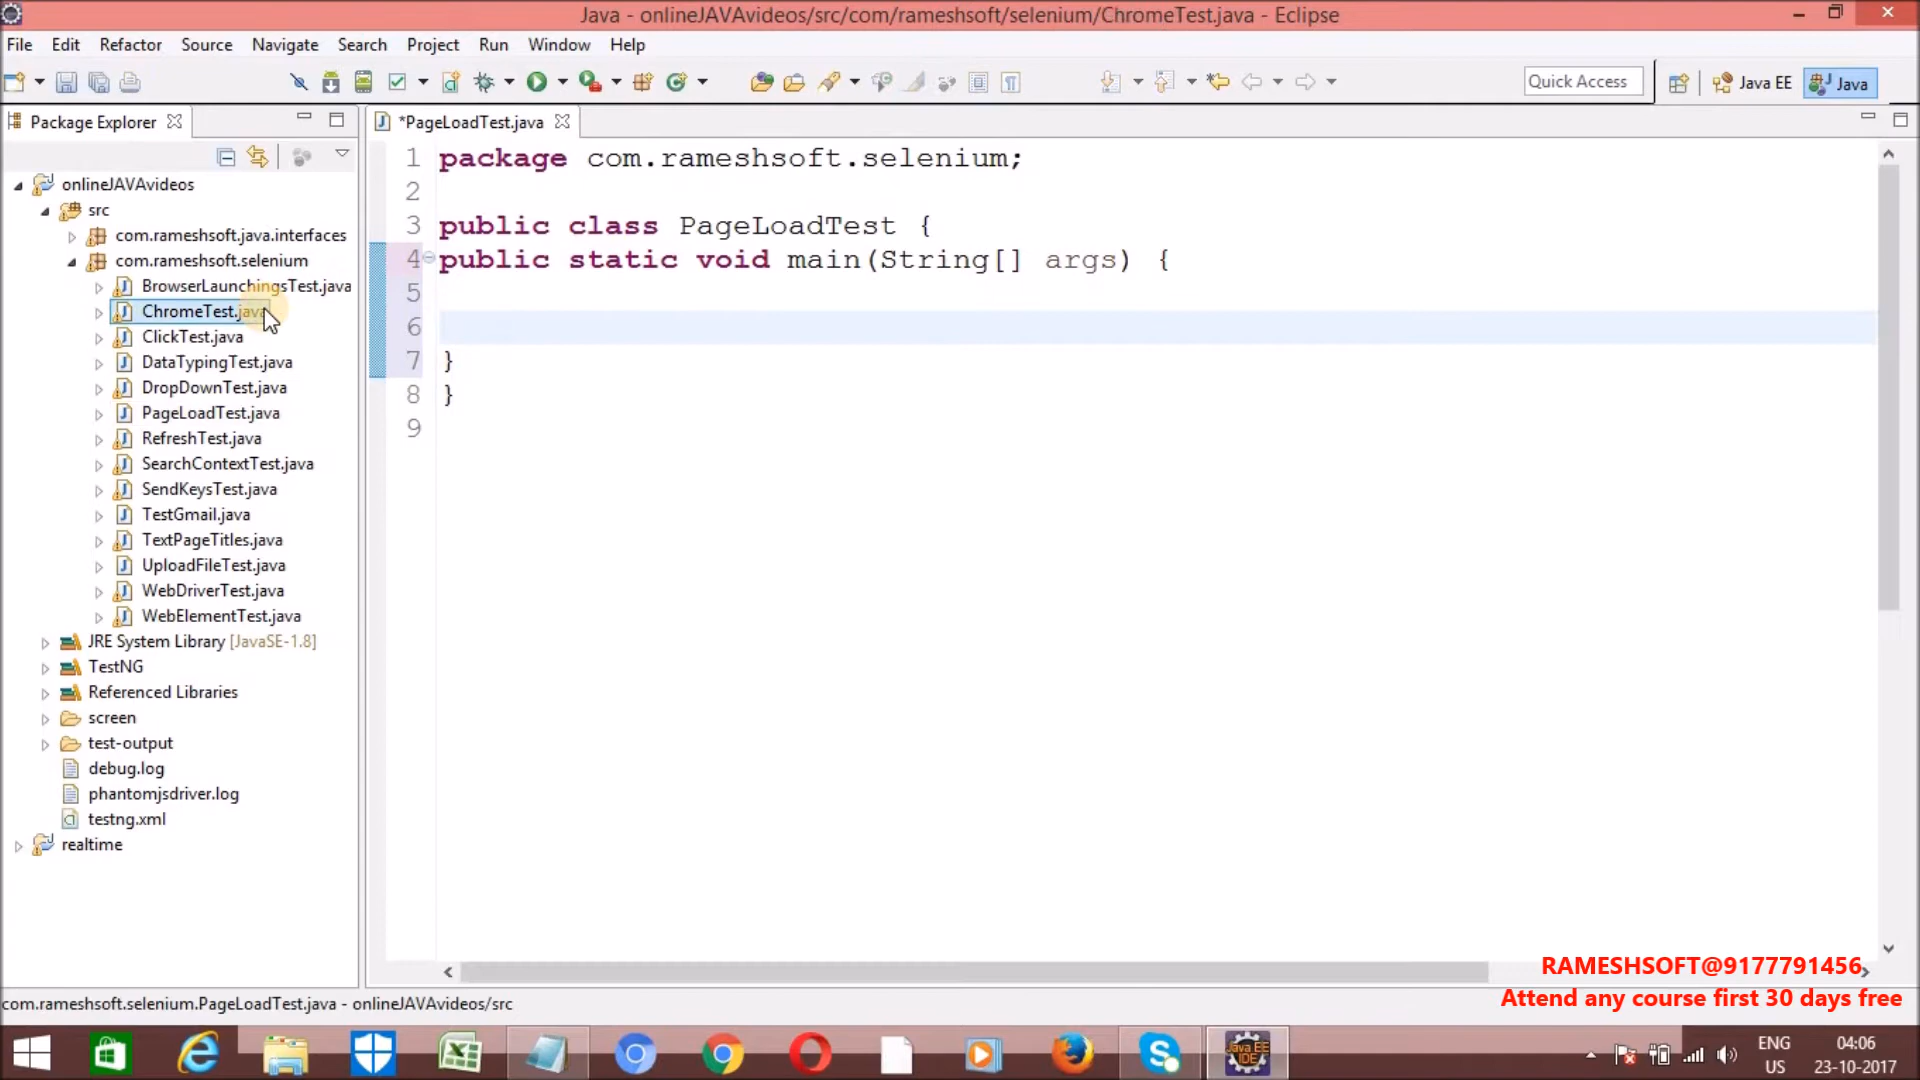 Java - onlineJAVAvideos/src/com/rameshsoft/selenium/ChromeTest.java - Eclipse
File Edit Refactor Source Navigate Search Project Run Window Help
Quick Access
Java EE
Java
Package Explorer
*PageLoadTest.java
onlineJAVAvideos
src
com.rameshsoft.java.interfaces
com.rameshsoft.selenium
BrowserLaunchingsTest.java
ChromeTest.java
ClickTest.java
DataTypingTest.java
DropDownTest.java
PageLoadTest.java
RefreshTest.java
SearchContextTest.java
SendKeysTest.java
TestGmail.java
TextPageTitles.java
UploadFileTest.java
WebDriverTest.java
WebElementTest.java
JRE System Library [JavaSE-1.8]
TestNG
Referenced Libraries
screen
test-output
debug.log
phantomjsdriver.log
testng.xml
realtime
1 package com.rameshsoft.selenium;
2
3 public class PageLoadTest {
4 public static void main(String[] args) {
5
6
7 }
8 }
9
RAMESHSOFT@9177791456
Attend any course first 30 days free
com.rameshsoft.selenium.PageLoadTest.java - onlineJAVAvideos/src
Java EE
IDE
ENG
US
04:06
23-10-2017